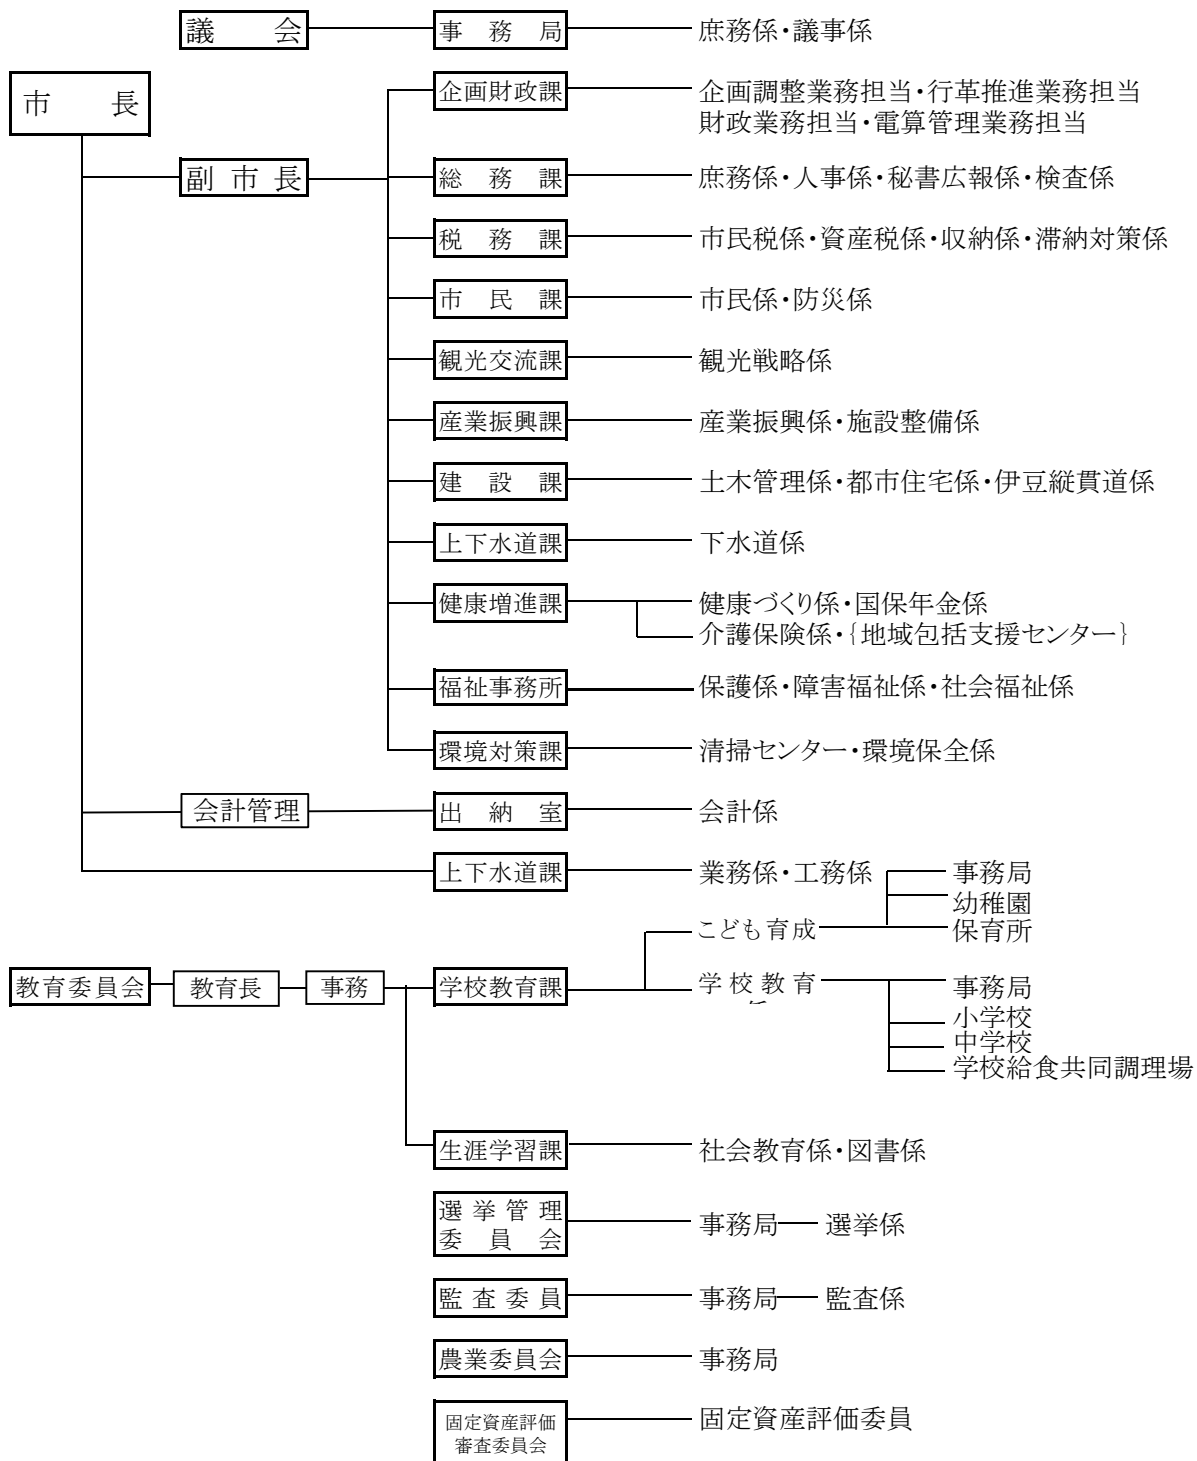 議 会 事 務 局 庶務係・議事係
市 長
企画財政課 企画調整業務担当・行革推進業務担当
財政業務担当・電算管理業務担当
副 市 長 総 務 課 庶務係・人事係・秘書広報係・検査係
税 務 課 市民税係・資産税係・収納係・滞納対策係
市 民 課 市民係・防災係
観光交流課 観光戦略係
産業振興課 産業振興係・施設整備係
建 設 課 土木管理係・都市住宅係・伊豆縦貫道係
上下水道課 下水道係
健康増進課 健康づくり係・国保年金係
介護保険係・{地域包括支援センター}
福祉事務所 保護係・障害福祉係・社会福祉係
環境対策課 清掃センター・環境保全係
会計管理 出 納 室 会計係
上下水道課 業務係・工務係
こども育成
事務局
幼稚園
保育所
教育委員会 教育長 事務 学校教育課 学校教育
事務局
小学校
中学校
学校給食共同調理場
生涯学習課 社会教育係・図書係
選挙管理
委員会
事務局 選挙係
監査委員 事務局 監査係
農業委員会 事務局
固定資産評価
審査委員会
固定資産評価委員